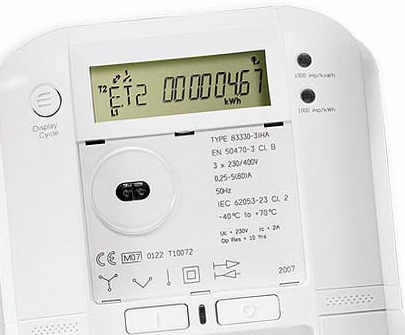 T2 ET2 00000467
L1 kWh
1000 imp/kvarh
1000 imp/kWh
Display
Cycle
TYPE 83330-3IHA
EN 50470-3 CL B
3 x 230/400V
0,25-5(80)A
50Hz
IEC 62053-23 CL 2
-40°C to +70°C
Uc = 230V Ic = 2A
Op Res = 10 Yrs
CE M07 0122 T10072
2007